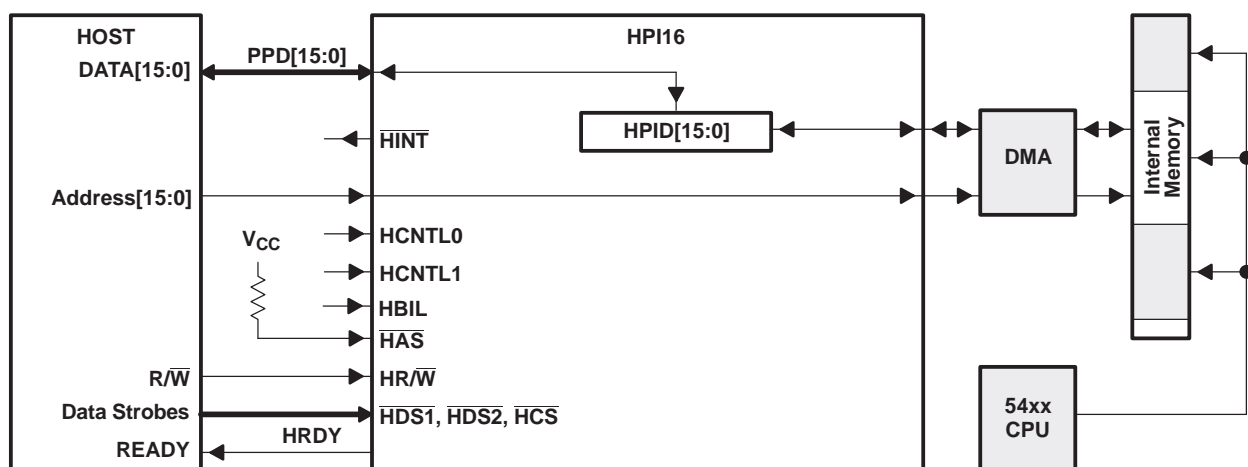 HOST
HPI16
DATA[15:0]
PPD[15:0]
HPID[15:0]
HINT
DMA
Internal
Memory
Address[15:0]
VCC
HCNTL0
HCNTL1
HBIL
HAS
R/W
HR/W
Data Strobes
HDS1, HDS2, HCS
READY
HRDY
54xx
CPU